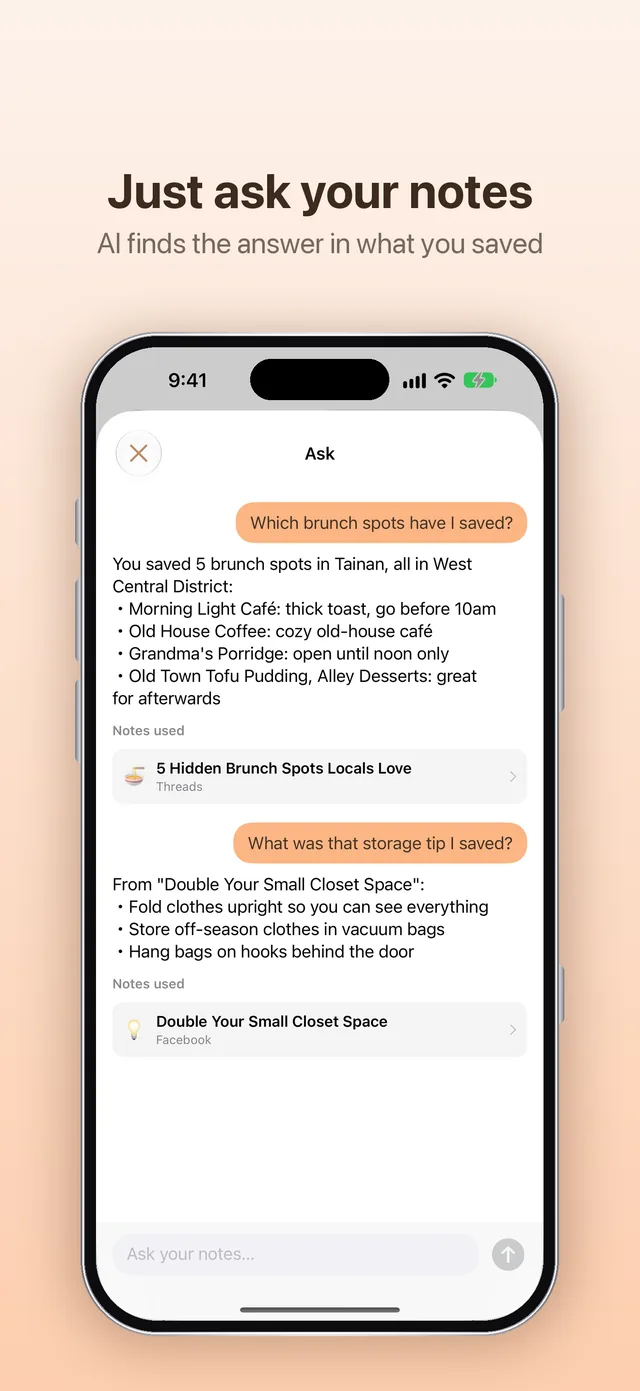 Just ask your notes
AI finds the answer in what you saved
9:41
Ask
Which brunch spots have I saved?
You saved 5 brunch spots in Tainan, all in West
Central District:
• Morning Light Café: thick toast, go before 10am
• Old House Coffee: cozy old-house café
• Grandma's Porridge: open until noon only
• Old Town Tofu Pudding, Alley Desserts: great
for afterwards
Notes used
5 Hidden Brunch Spots Locals Love
Threads
What was that storage tip I saved?
From "Double Your Small Closet Space":
• Fold clothes upright so you can see everything
• Store off-season clothes in vacuum bags
• Hang bags on hooks behind the door
Notes used
Double Your Small Closet Space
Facebook
Ask your notes...